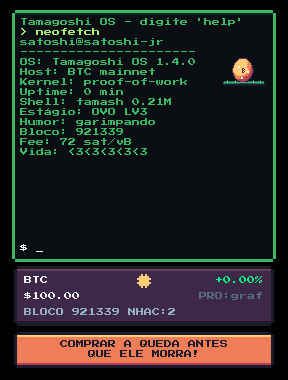 Tamagoshi OS - digite 'help'
> neofetch
satoshi@satoshi-jr
-----------------------
OS: Tamagoshi OS 1.4.0
Host: BTC mainnet
Kernel: proof-of-work
Uptime: 0 min
Shell: tamash 0.21M
Estágio: OVO LV3
Humor: garimpando
Bloco: 921339
Fee: 72 sat/vB
Vida: <3<3<3<3<3
B
$ _
BTC +0.00%
$100.00 PRO:graf
BLOCO 921339 NHAC:2
COMPRAR A QUEDA ANTES
QUE ELE MORRA!